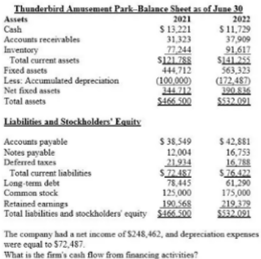 Thunderbird Amusement Park–Balance Sheet as of June 30
Assets 2021 2022
Cash $ 13,221 $ 11,729
Accounts receivables 31,323 37,909
Inventory 77,244 91,617
Total current assets $121,788 $141,255
Fixed assets 444,712 563,323
Less: Accumulated depreciation (100,000) (172,487)
Net fixed assets 344,712 390,836
Total assets $466,500 $532,091
Liabilities and Stockholders' Equity
Accounts payable $ 38,549 $ 42,881
Notes payable 12,004 16,753
Deferred taxes 21,934 16,788
Total current liabilities $ 72,487 $ 76,422
Long-term debt 78,445 61,290
Common stock 125,000 175,000
Retained earnings 190,568 219,379
Total liabilities and stockholders' equity $466,500 $532,091
The company had a net income of $248,462, and depreciation expenses
were equal to $72,487.
What is the firm's cash flow from financing activities?